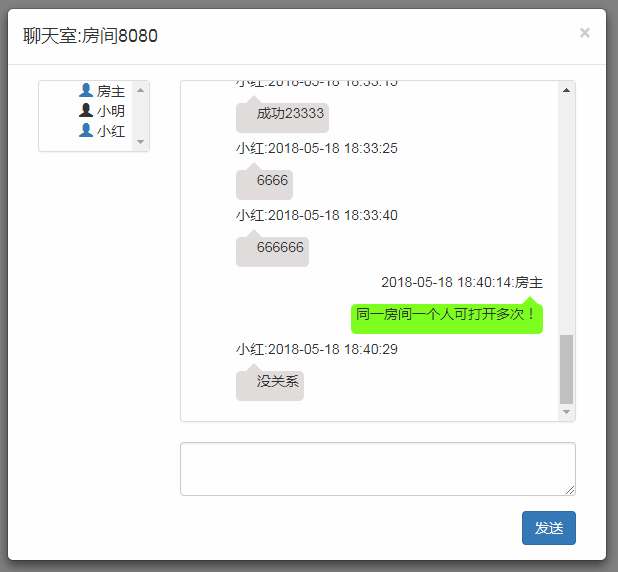 聊天室:房间8080
×
房主
小明
小红
小红:2018-05-18 18:33:15
成功23333
小红:2018-05-18 18:33:25
6666
小红:2018-05-18 18:33:40
666666
2018-05-18 18:40:14:房主
同一房间一个人可打开多次！
小红:2018-05-18 18:40:29
没关系
发送